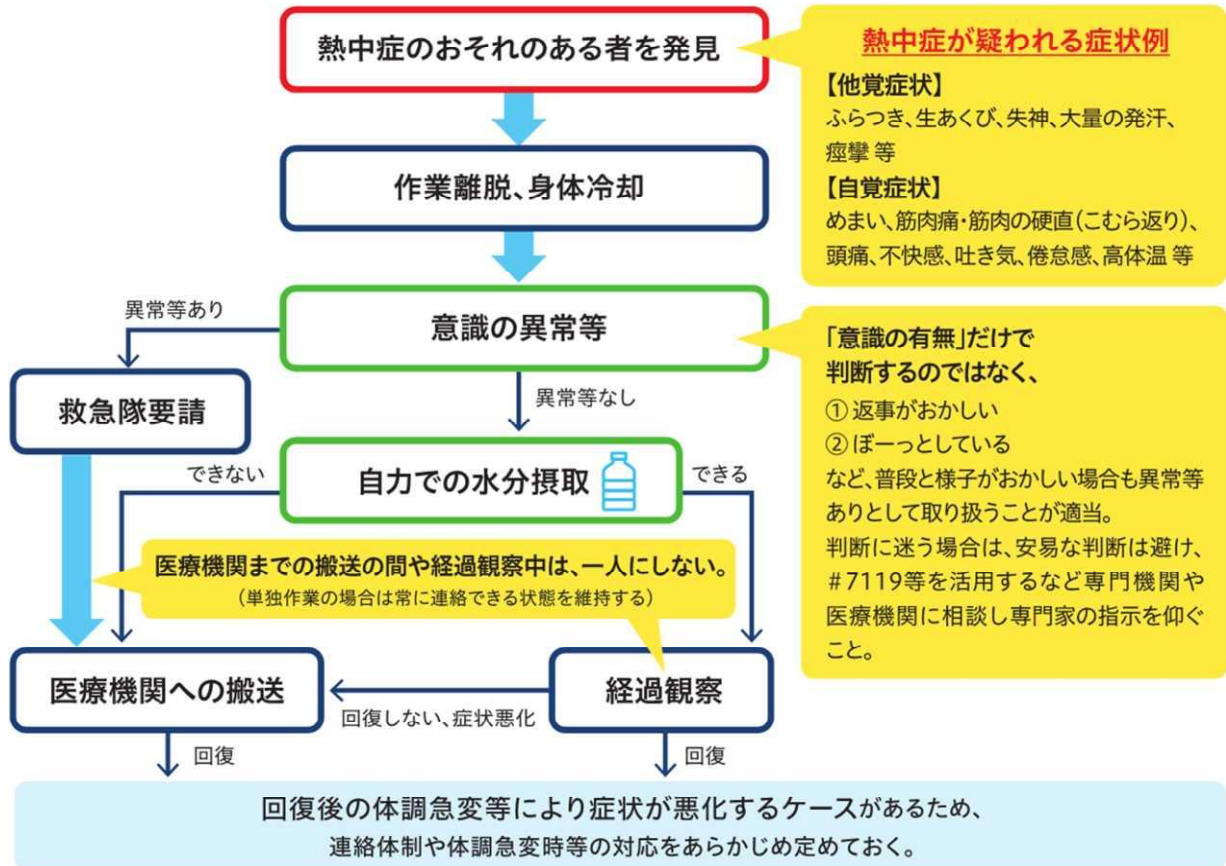 熱中症のおそれのある者を発見
熱中症が疑われる症状例
【他覚症状】
ふらつき、生あくび、失神、大量の発汗、
痙攣 等
【自覚症状】
めまい、筋肉痛・筋肉の硬直(こむら返り)、
頭痛、不快感、吐き気、倦怠感、高体温 等
作業離脱、身体冷却
意識の異常等
異常等あり
異常等なし
「意識の有無」だけで
判断するのではなく、
① 返事がおかしい
② ぼーっとしている
など、普段と様子がおかしい場合も異常等
ありとして取り扱うことが適当。
判断に迷う場合は、安易な判断は避け、
#7119等を活用するなど専門機関や
医療機関に相談し専門家の指示を仰ぐ
こと。
救急隊要請
自力での水分摂取
できない
できる
医療機関までの搬送の間や経過観察中は、一人にしない。
(単独作業の場合は常に連絡できる状態を維持する)
医療機関への搬送
経過観察
回復しない、症状悪化
回復
回復
回復後の体調急変等により症状が悪化するケースがあるため、
連絡体制や体調急変時等の対応をあらかじめ定めておく。